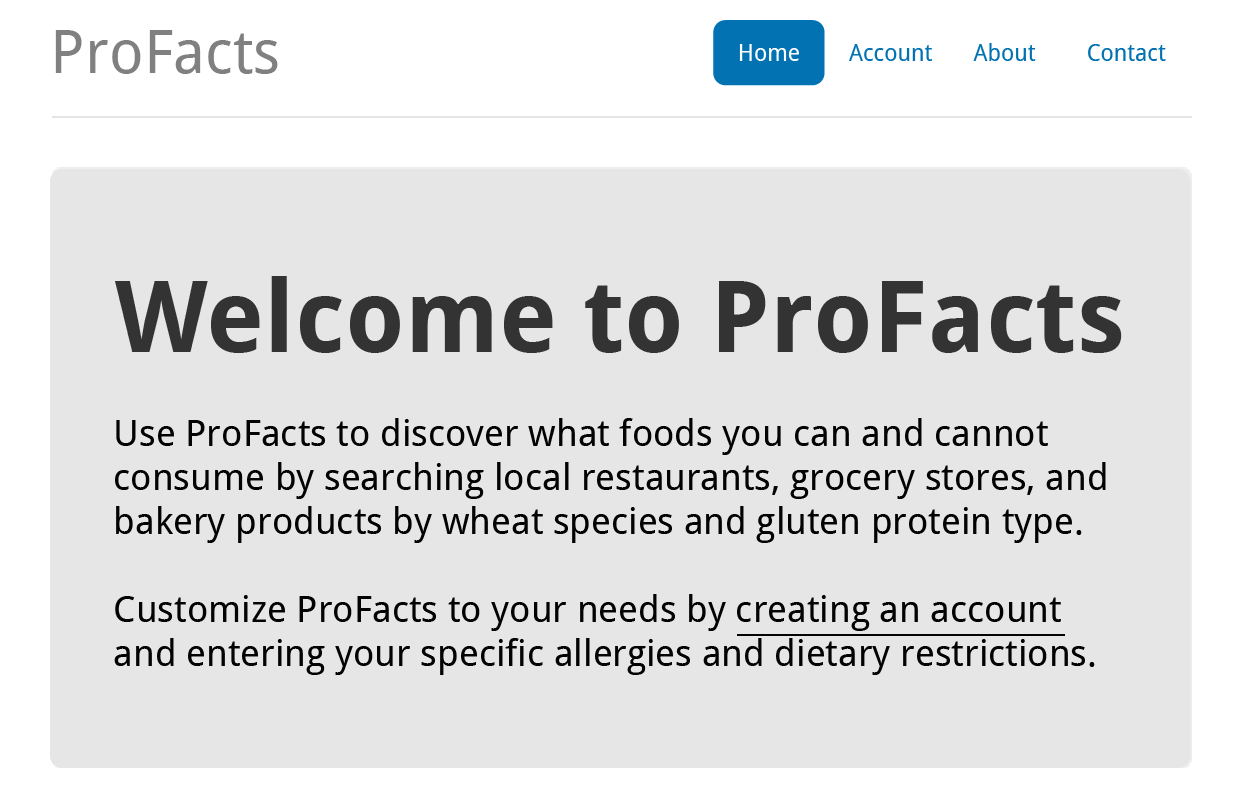 ProFacts
Home Account About Contact
Welcome to ProFacts
Use ProFacts to discover what foods you can and cannot
consume by searching local restaurants, grocery stores, and
bakery products by wheat species and gluten protein type.
Customize ProFacts to your needs by creating an account
and entering your specific allergies and dietary restrictions.